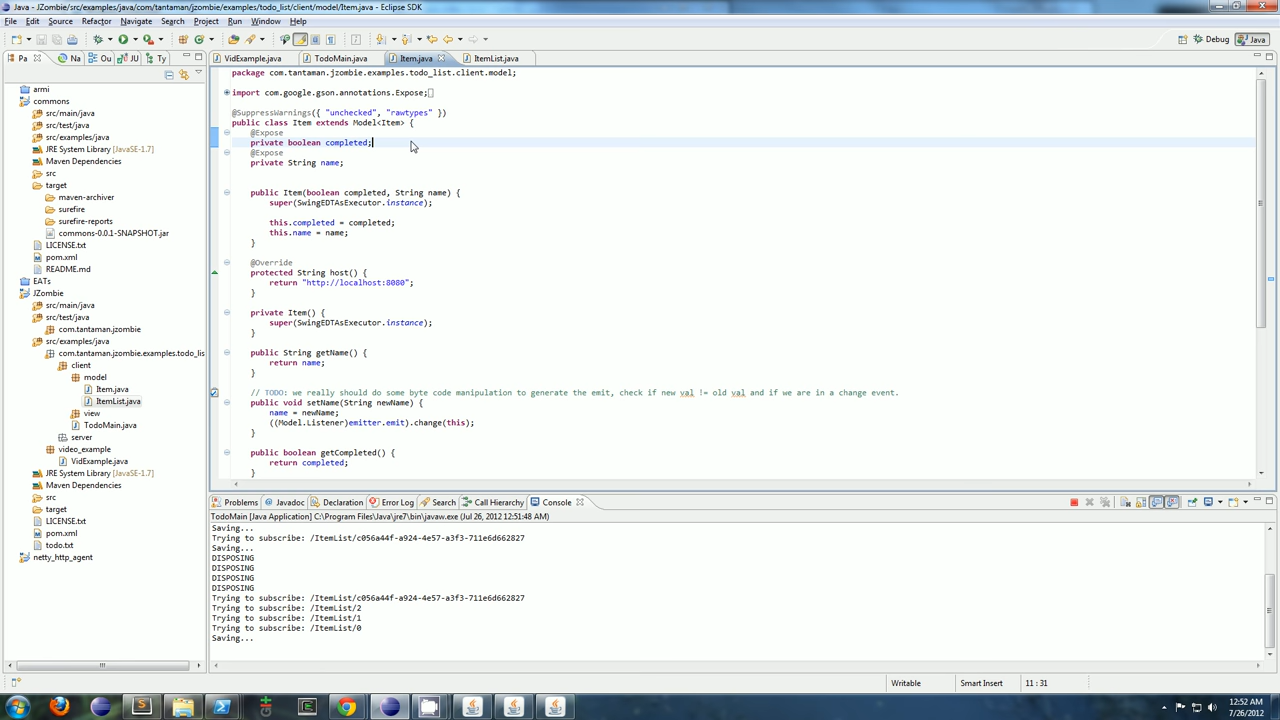 Java - JZombie/src/examples/java/com/tantaman/jzombie/examples/todo_list/client/model/Item.java - Eclipse SDK
File Edit Source Refactor Navigate Search Project Run Window Help
Debug Java
Pa Na Ou JU Ty
VidExample.java TodoMain.java Item.java ItemList.java
armi
commons
src/main/java
src/test/java
src/examples/java
JRE System Library [JavaSE-1.7]
Maven Dependencies
src
target
maven-archiver
surefire
surefire-reports
commons-0.0.1-SNAPSHOT.jar
LICENSE.txt
pom.xml
README.md
EATs
JZombie
src/main/java
src/test/java
com.tantaman.jzombie
src/examples/java
com.tantaman.jzombie.examples.todo_lis
client
model
Item.java
ItemList.java
view
TodoMain.java
server
video_example
VidExample.java
JRE System Library [JavaSE-1.7]
Maven Dependencies
src
target
LICENSE.txt
pom.xml
todo.txt
netty_http_agent
package com.tantaman.jzombie.examples.todo_list.client.model;
import com.google.gson.annotations.Expose;
@SuppressWarnings({ "unchecked", "rawtypes" })
public class Item extends Model<Item> {
@Expose
private boolean completed;
@Expose
private String name;
public Item(boolean completed, String name) {
super(SwingEDTAsExecutor.instance);
this.completed = completed;
this.name = name;
}
@Override
protected String host() {
return "http://localhost:8080";
}
private Item() {
super(SwingEDTAsExecutor.instance);
}
public String getName() {
return name;
}
// TODO: we really should do some byte code manipulation to generate the emit, check if new val != old val and if we are in a change event.
public void setName(String newName) {
name = newName;
((Model.Listener)emitter.emit).change(this);
}
public boolean getCompleted() {
return completed;
}
Problems Javadoc Declaration Error Log Search Call Hierarchy Console
TodoMain [Java Application] C:\Program Files\Java\jre7\bin\javaw.exe (Jul 26, 2012 12:51:48 AM)
Saving...
Trying to subscribe: /ItemList/c056a44f-a924-4e57-a3f3-711e6d662827
Saving...
DISPOSING
DISPOSING
DISPOSING
DISPOSING
Trying to subscribe: /ItemList/c056a44f-a924-4e57-a3f3-711e6d662827
Trying to subscribe: /ItemList/2
Trying to subscribe: /ItemList/1
Trying to subscribe: /ItemList/0
Saving...
Writable Smart Insert 11 : 31
12:52 AM
7/26/2012